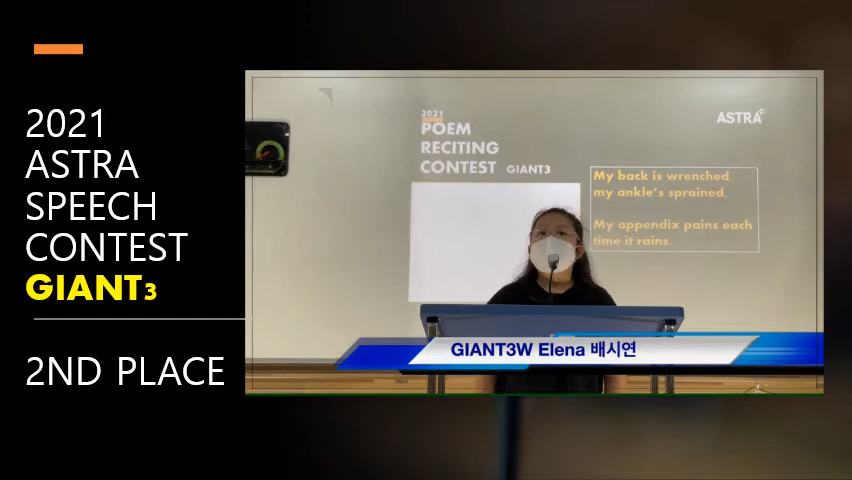 2021
ASTRA
SPEECH
CONTEST
GIANT3
2ND PLACE
2021
POEM
RECITING
CONTEST GIANT3
ASTRA
My back is wrenched,
my ankle's sprained,
My appendix pains each
time it rains.
GIANT3W Elena 배시연